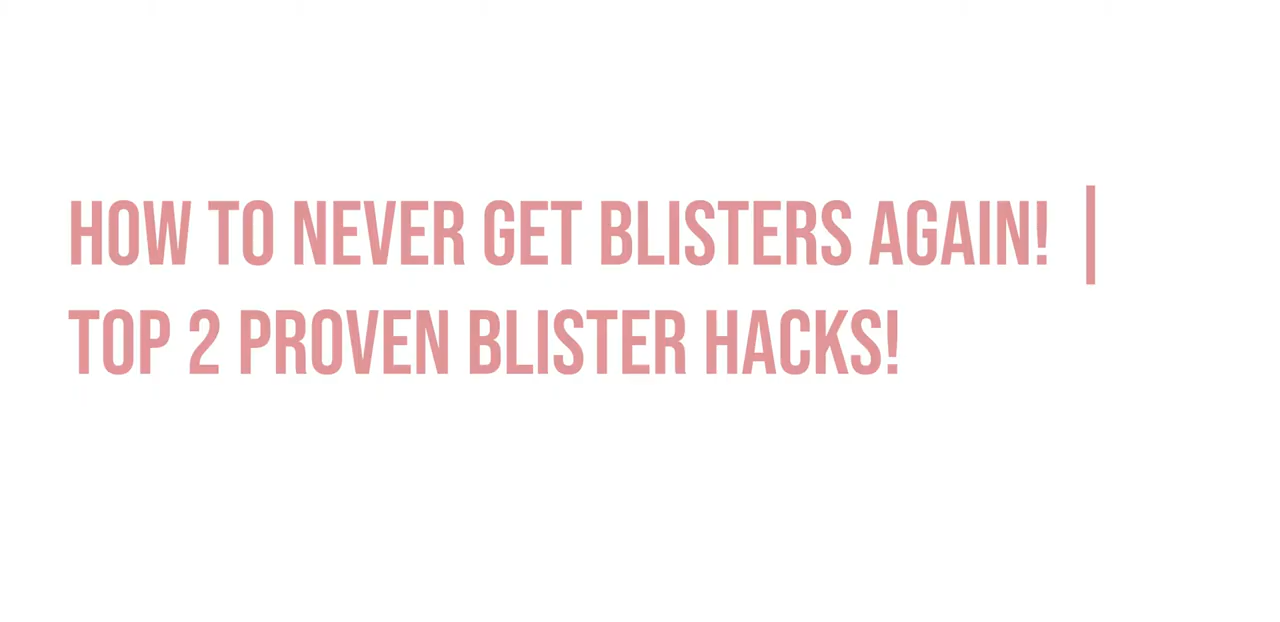 HOW TO NEVER GET BLISTERS AGAIN! |
TOP 2 PROVEN BLISTER HACKS!